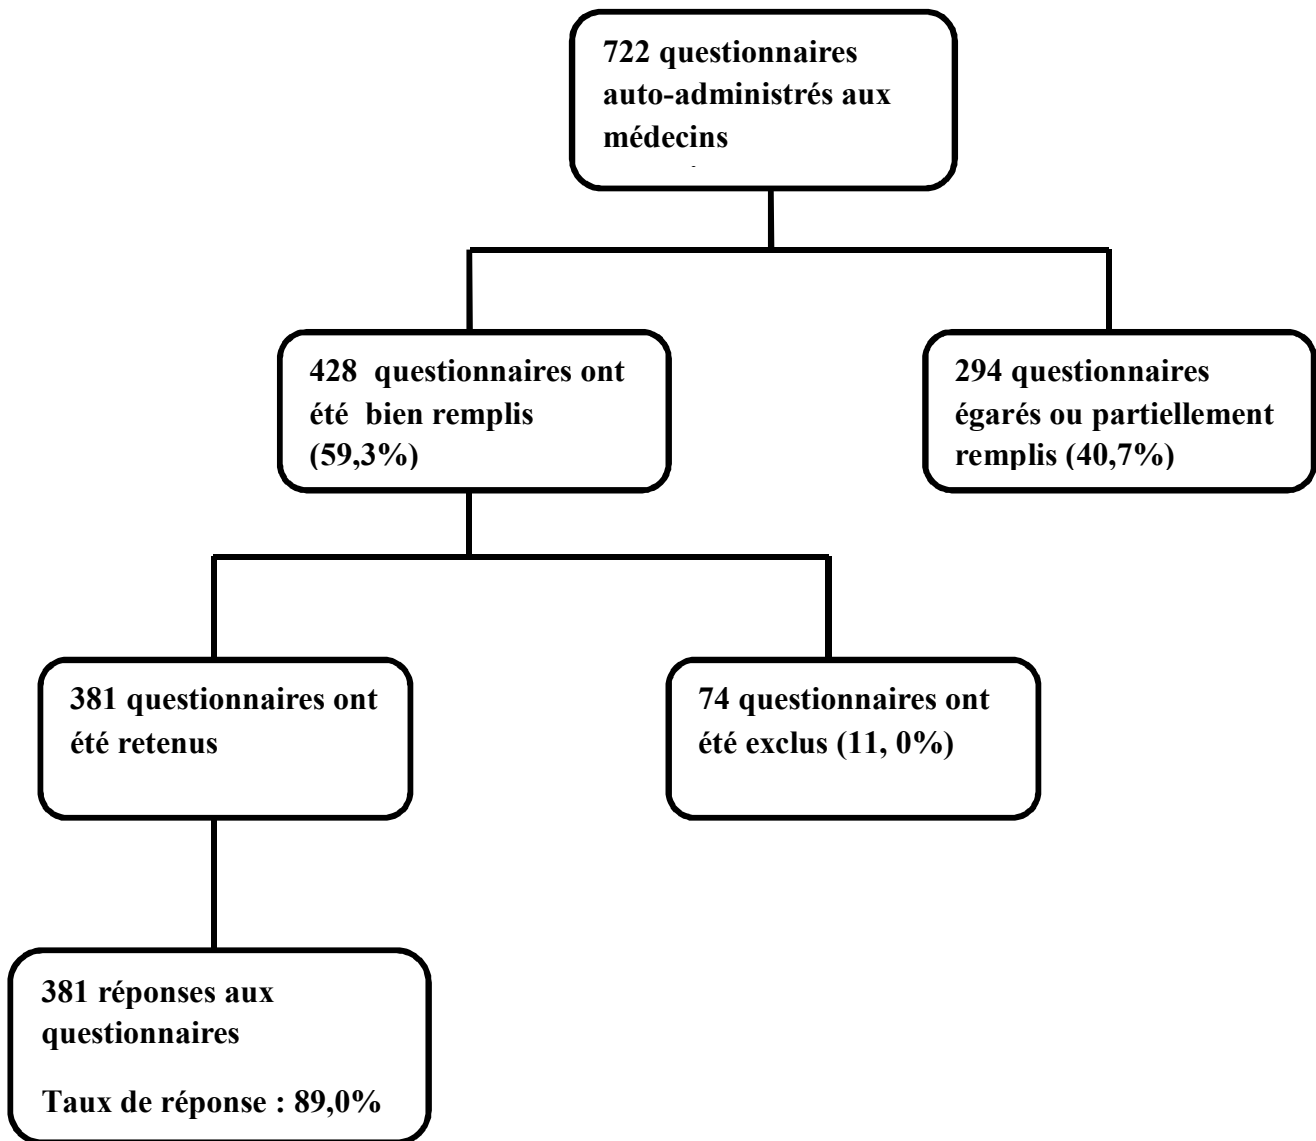 722 questionnaires
auto-administrés aux
médecins
428 questionnaires ont
été bien remplis
(59,3%)
294 questionnaires
égarés ou partiellement
remplis (40,7%)
381 questionnaires ont
été retenus
74 questionnaires ont
été exclus (11, 0%)
381 réponses aux
questionnaires
Taux de réponse : 89,0%